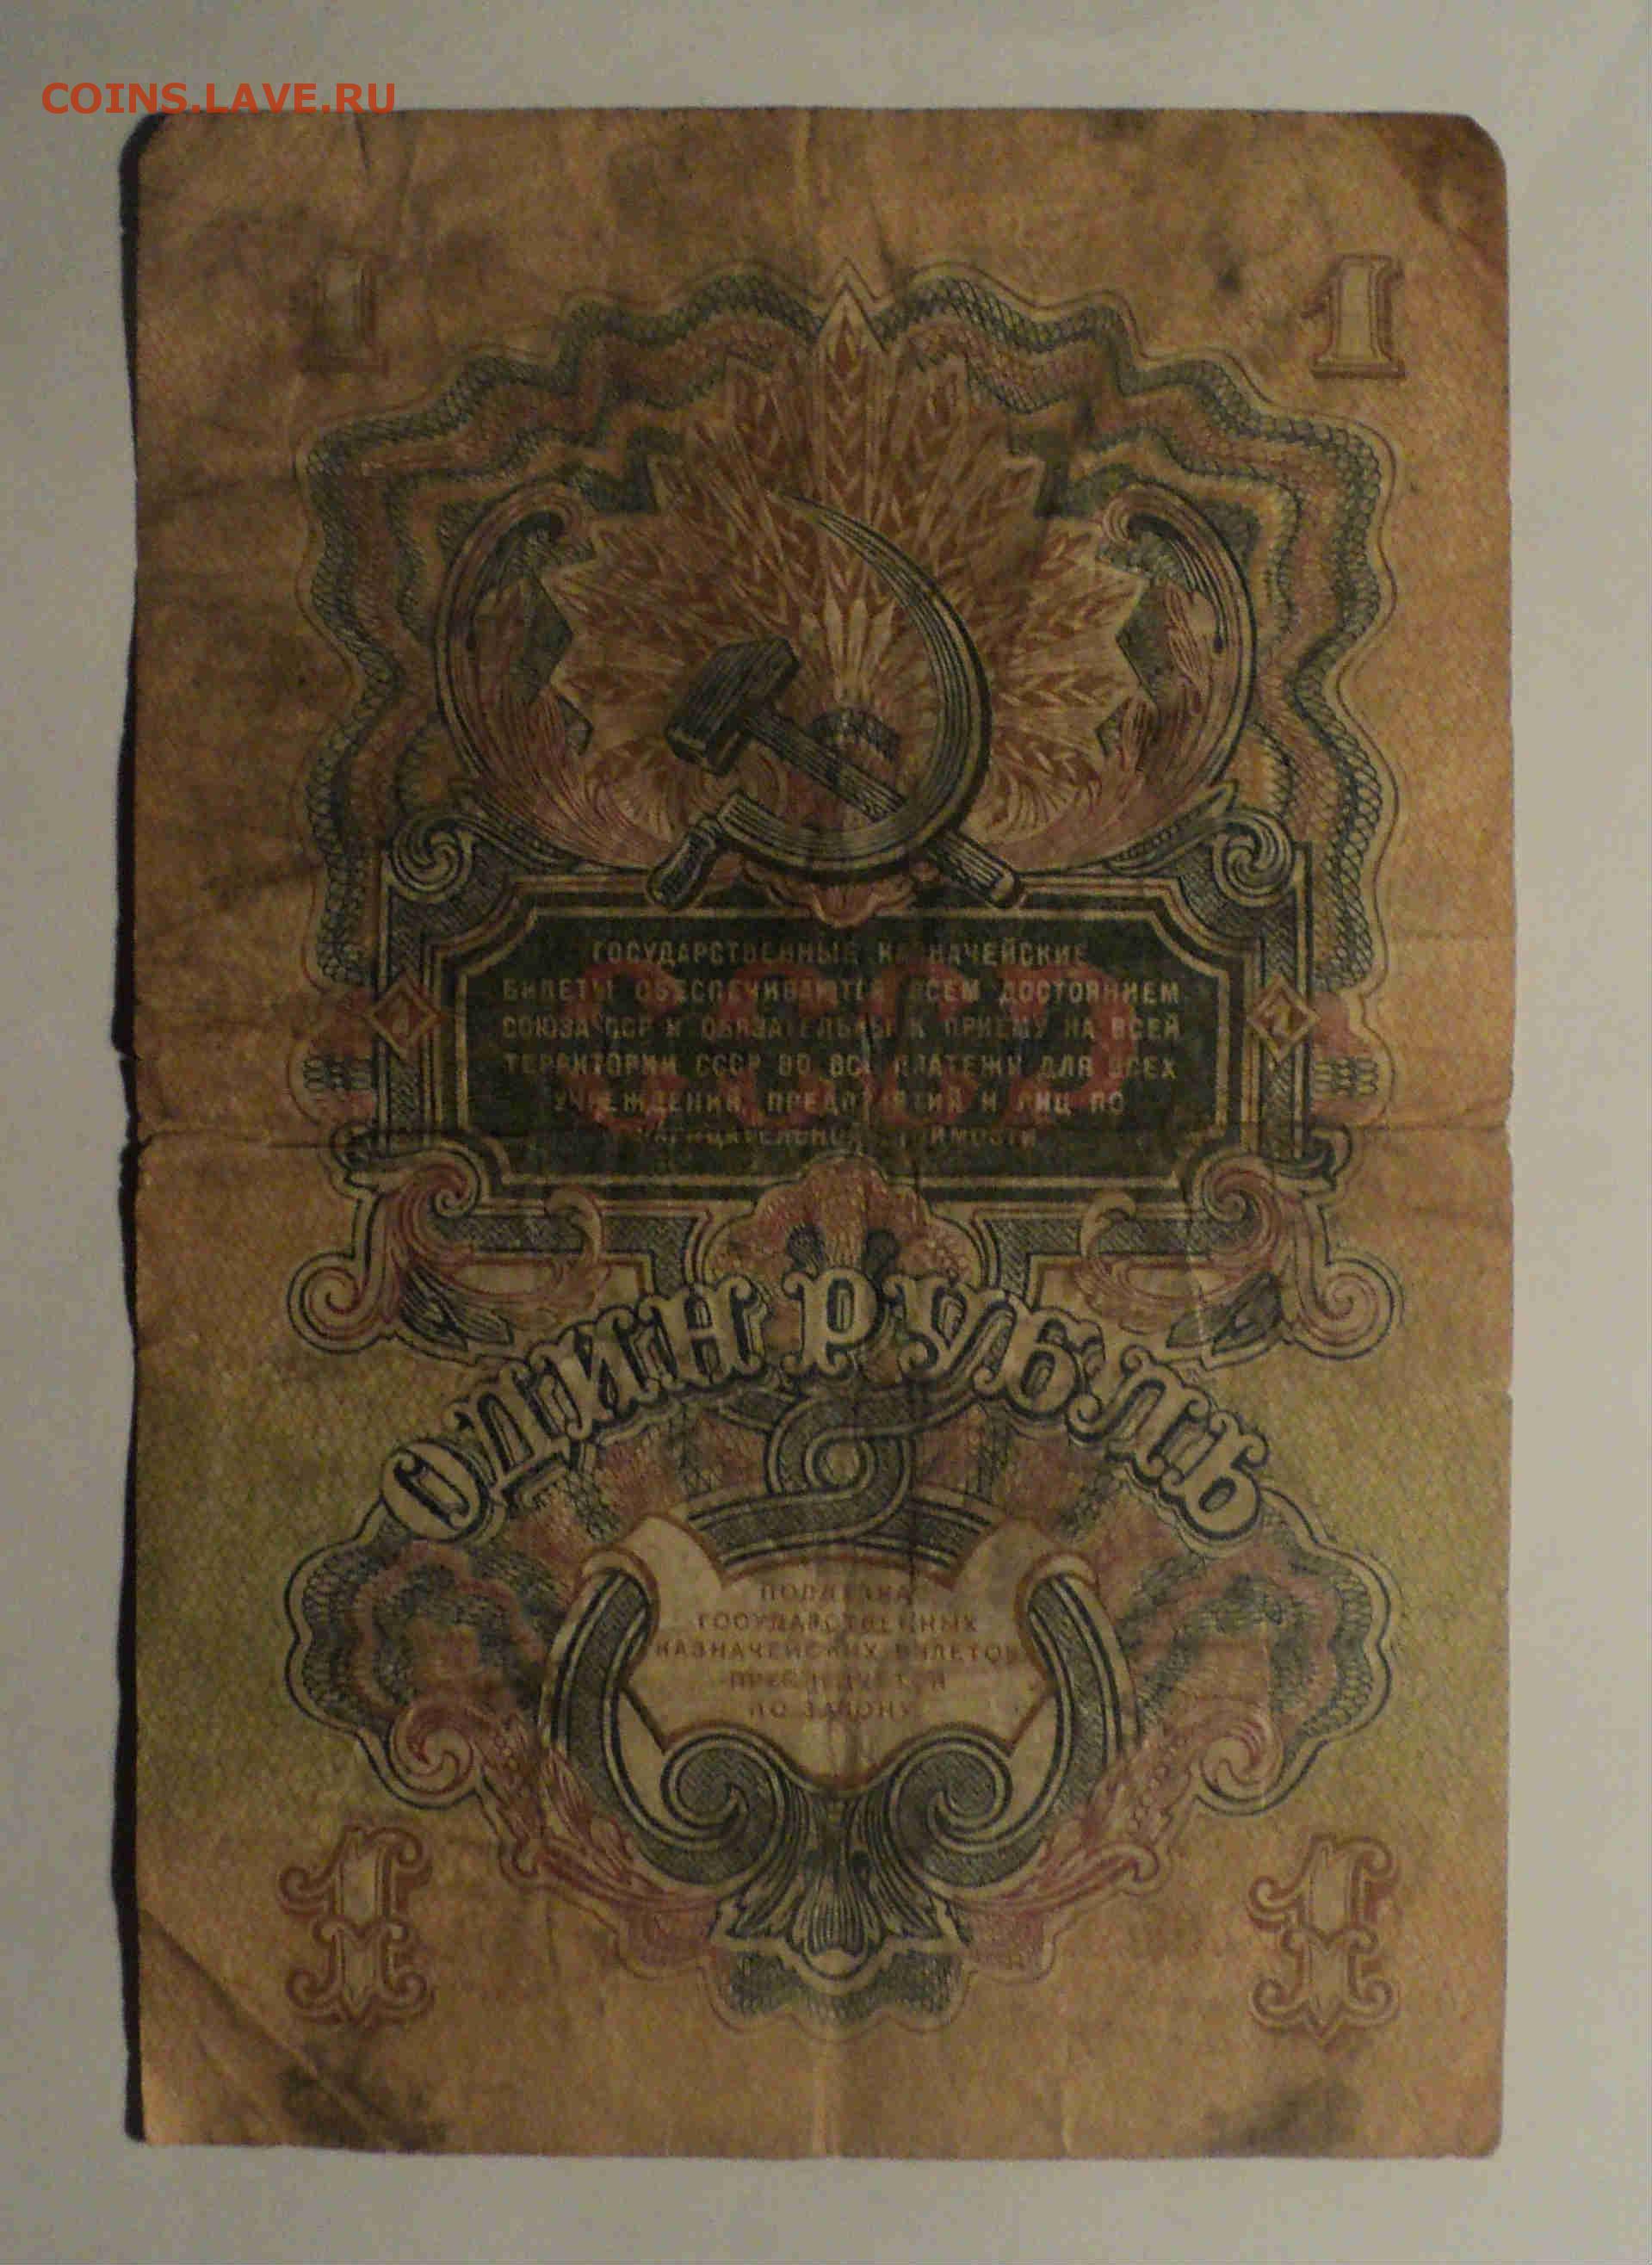 COINS.LAVE.RU
1 1
ГОСУДАРСТВЕННЫЕ КАЗНАЧЕЙСКИЕ
БИЛЕТЫ ОБЕСПЕЧИВАЮТСЯ ВСЕМ ДОСТОЯНИЕМ
СОЮЗА ССР И ОБЯЗАТЕЛЬНЫ К ПРИЕМУ НА ВСЕЙ
ТЕРРИТОРИИ СССР ВО ВСЕ ПЛАТЕЖИ ДЛЯ ВСЕХ
УЧРЕЖДЕНИЙ, ПРЕДПРИЯТИЙ И ЛИЦ ПО
НАРИЦАТЕЛЬНОЙ СТОИМОСТИ
СССР
ОДИН РУБЛЬ
ПОДДЕЛКА
ГОСУДАРСТВЕННЫХ
КАЗНАЧЕЙСКИХ БИЛЕТОВ
ПРЕСЛЕДУЕТСЯ
ПО ЗАКОНУ
1 1